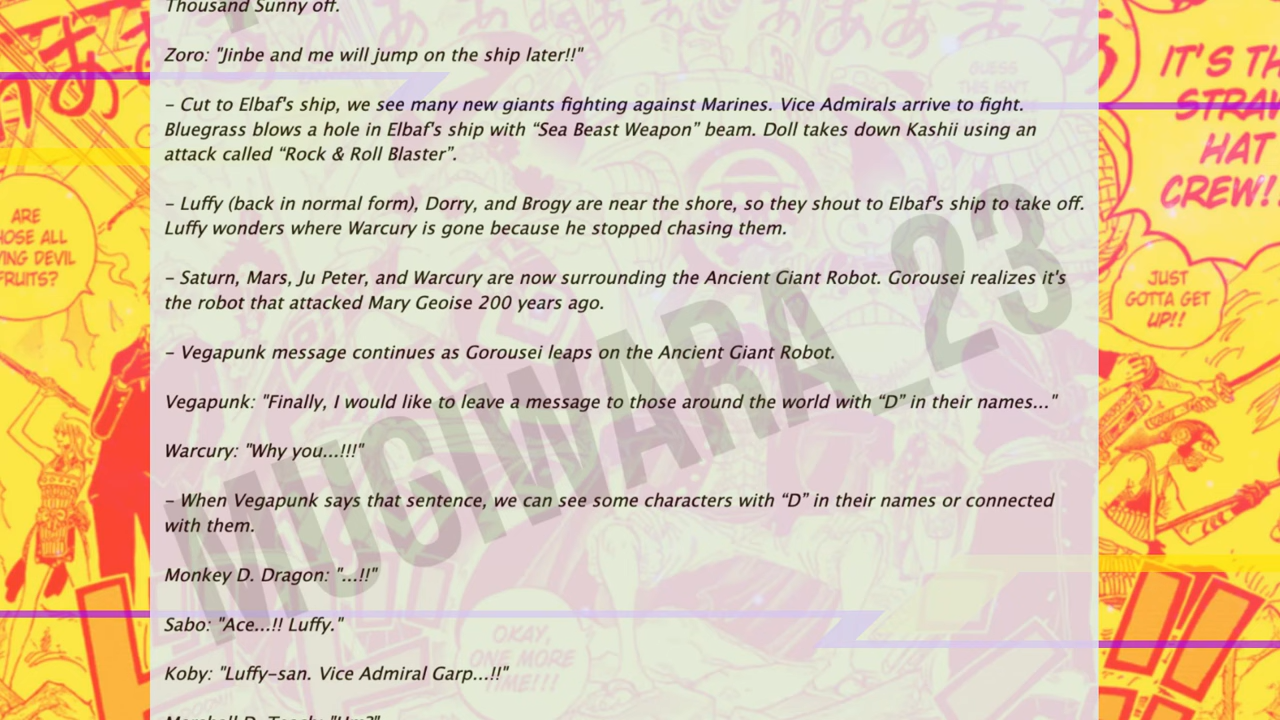 Thousand Sunny off.
Zoro: "Jinbe and me will jump on the ship later!!"
– Cut to Elbaf's ship, we see many new giants fighting against Marines. Vice Admirals arrive to fight.
Bluegrass blows a hole in Elbaf's ship with “Sea Beast Weapon” beam. Doll takes down Kashii using an
attack called “Rock & Roll Blaster”.
– Luffy (back in normal form), Dorry, and Brogy are near the shore, so they shout to Elbaf's ship to take off.
Luffy wonders where Warcury is gone because he stopped chasing them.
– Saturn, Mars, Ju Peter, and Warcury are now surrounding the Ancient Giant Robot. Gorousei realizes it's
the robot that attacked Mary Geoise 200 years ago.
– Vegapunk message continues as Gorousei leaps on the Ancient Giant Robot.
Vegapunk: "Finally, I would like to leave a message to those around the world with “D” in their names..."
Warcury: "Why you...!!!"
– When Vegapunk says that sentence, we can see some characters with “D” in their names or connected
with them.
Monkey D. Dragon: "...!!"
Sabo: "Ace...!! Luffy."
Koby: "Luffy-san. Vice Admiral Garp...!!"
Marshall D. Teach: "Um?"
MUGIWARA_23
ARE
VING DEVIL
FRUITS?
OKAY,
ONE MORE
TIME!!!
IT'S
HAT
CREW!!
JUST
GOTTA GET
UP!!